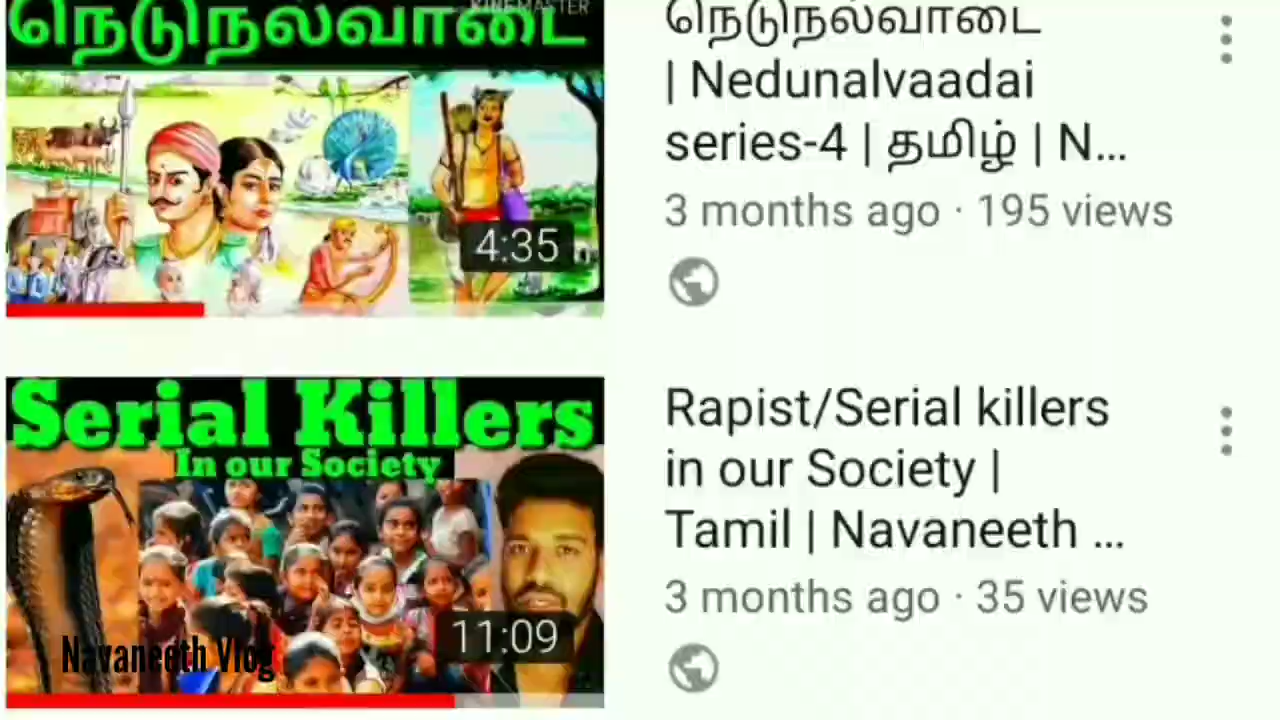 KINEMASTER
நெடுநல்வாடை
4:35
நெடுநல்வாடை
| Nedunalvaadai
series-4 | தமிழ் | N...
3 months ago · 195 views
Serial Killers
In our Society
Navaneeth Vlog
11:09
Rapist/Serial killers
in our Society |
Tamil | Navaneeth ...
3 months ago · 35 views